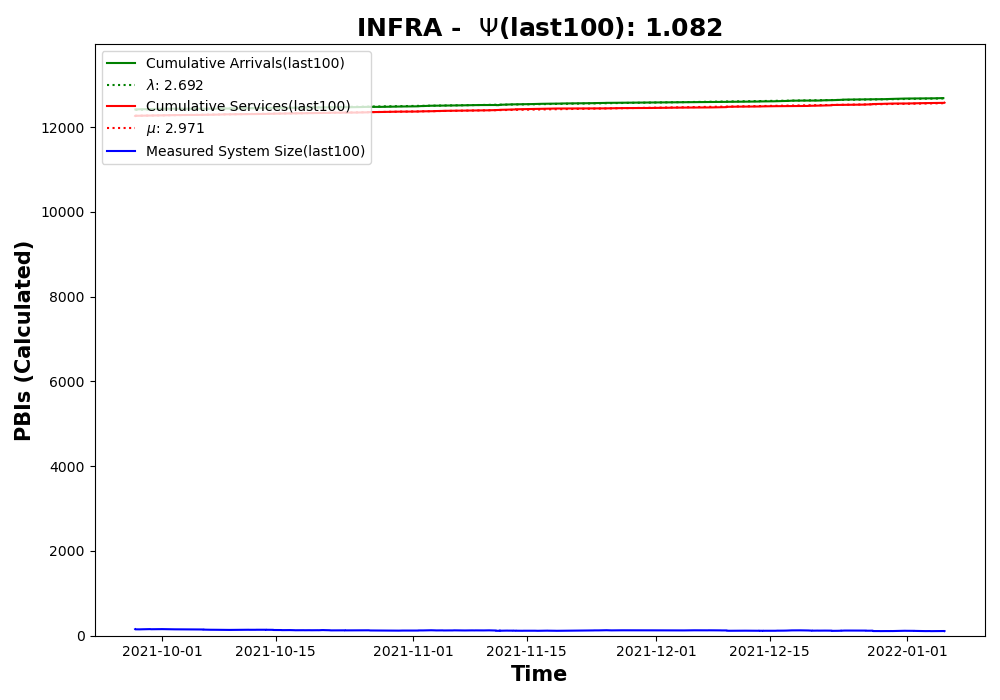 INFRA - Ψ(last100): 1.082
Cumulative Arrivals(last100)
λ: 2.692
Cumulative Services(last100)
μ: 2.971
Measured System Size(last100)
PBIs (Calculated)
12000
10000
8000
6000
4000
2000
0
2021-10-01 2021-10-15 2021-11-01 2021-11-15 2021-12-01 2021-12-15 2022-01-01
Time